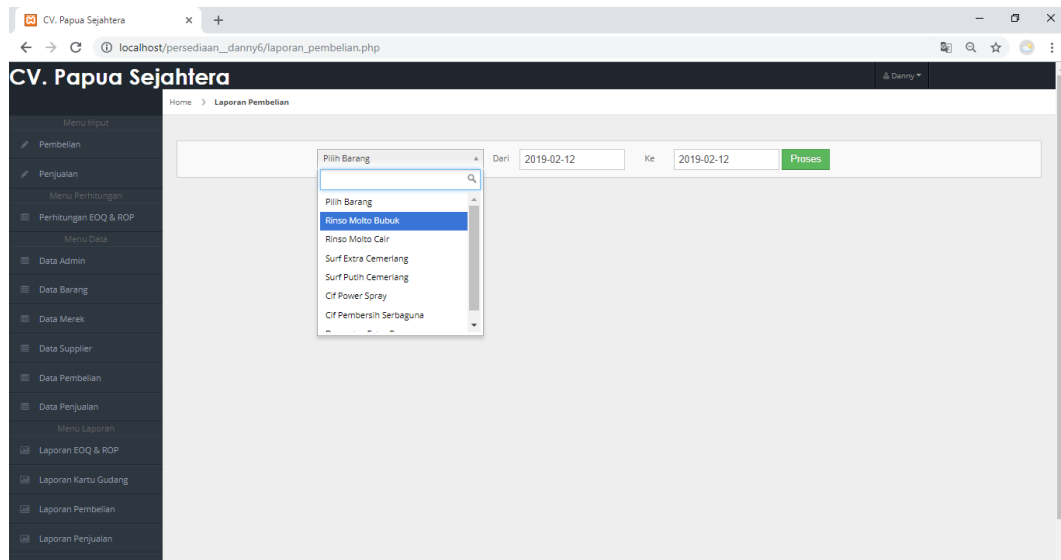 CV. Papua Sejahtera
localhost/persediaan__danny6/laporan_pembelian.php
CV. Papua Sejahtera
Danny
Home > Laporan Pembelian
Menu Input
Pembelian
Penjualan
Menu Perhitungan
Perhitungan EOQ & ROP
Menu Data
Data Admin
Data Barang
Data Merek
Data Supplier
Data Pembelian
Data Penjualan
Menu Laporan
Laporan EOQ & ROP
Laporan Kartu Gudang
Laporan Pembelian
Laporan Penjualan
Pilih Barang Dari 2019-02-12 Ke 2019-02-12 Proses
Pilih Barang
Rinso Molto Bubuk
Rinso Molto Cair
Surf Extra Cemerlang
Surf Putih Cemerlang
Cif Power Spray
Cif Pembersih Serbaguna